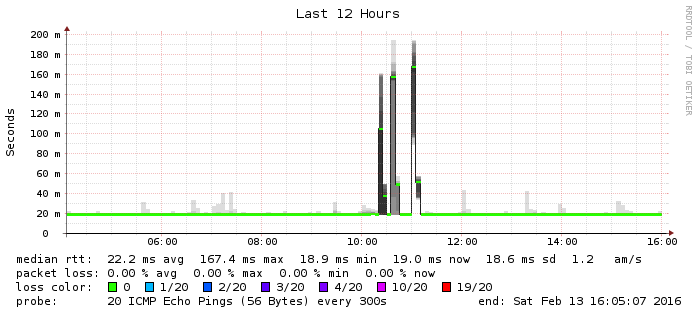 Last 12 Hours
RRDTOOL / TOBI OETIKER
Seconds
200 m
180 m
160 m
140 m
120 m
100 m
80 m
60 m
40 m
20 m
0
06:00 08:00 10:00 12:00 14:00 16:00
median rtt: 22.2 ms avg 167.4 ms max 18.9 ms min 19.0 ms now 18.6 ms sd 1.2 am/s
packet loss: 0.00 % avg 0.00 % max 0.00 % min 0.00 % now
loss color: 0 1/20 2/20 3/20 4/20 10/20 19/20
probe: 20 ICMP Echo Pings (56 Bytes) every 300s end: Sat Feb 13 16:05:07 2016